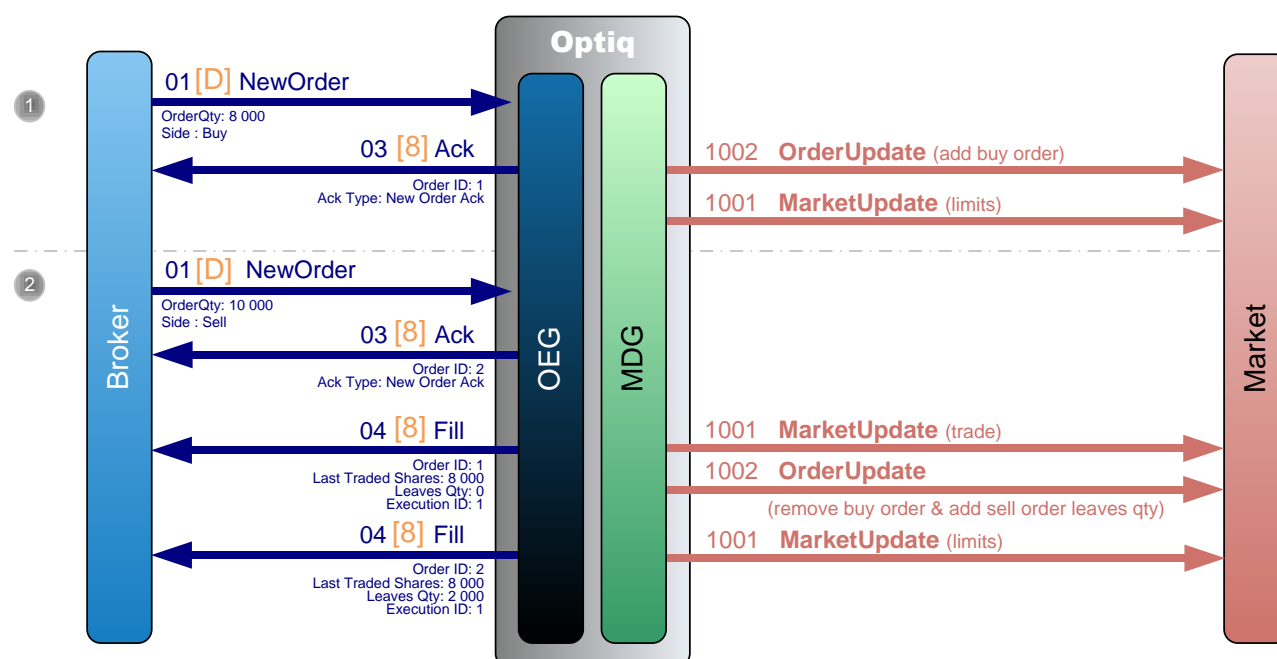 Optiq
1
01 [D] NewOrder
OrderQty: 8 000
Side : Buy
03 [8] Ack
Order ID: 1
Ack Type: New Order Ack
1002 OrderUpdate (add buy order)
1001 MarketUpdate (limits)
2
01 [D] NewOrder
OrderQty: 10 000
Side : Sell
03 [8] Ack
Order ID: 2
Ack Type: New Order Ack
Broker
OEG
MDG
Market
04 [8] Fill
Order ID: 1
Last Traded Shares: 8 000
Leaves Qty: 0
Execution ID: 1
1001 MarketUpdate (trade)
1002 OrderUpdate
(remove buy order & add sell order leaves qty)
04 [8] Fill
Order ID: 2
Last Traded Shares: 8 000
Leaves Qty: 2 000
Execution ID: 1
1001 MarketUpdate (limits)